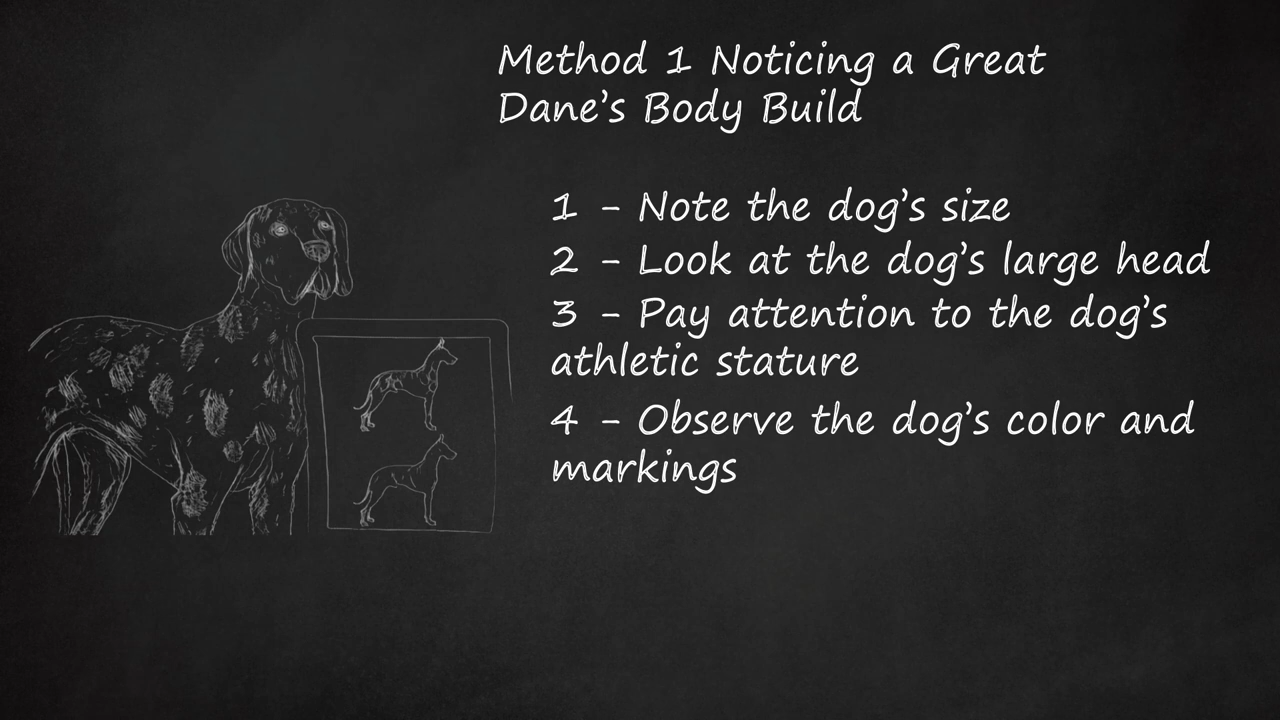 Method 1 Noticing a Great
Dane’s Body Build
1 - Note the dog’s size
2 - Look at the dog’s large head
3 - Pay attention to the dog’s
athletic stature
4 - Observe the dog’s color and
markings